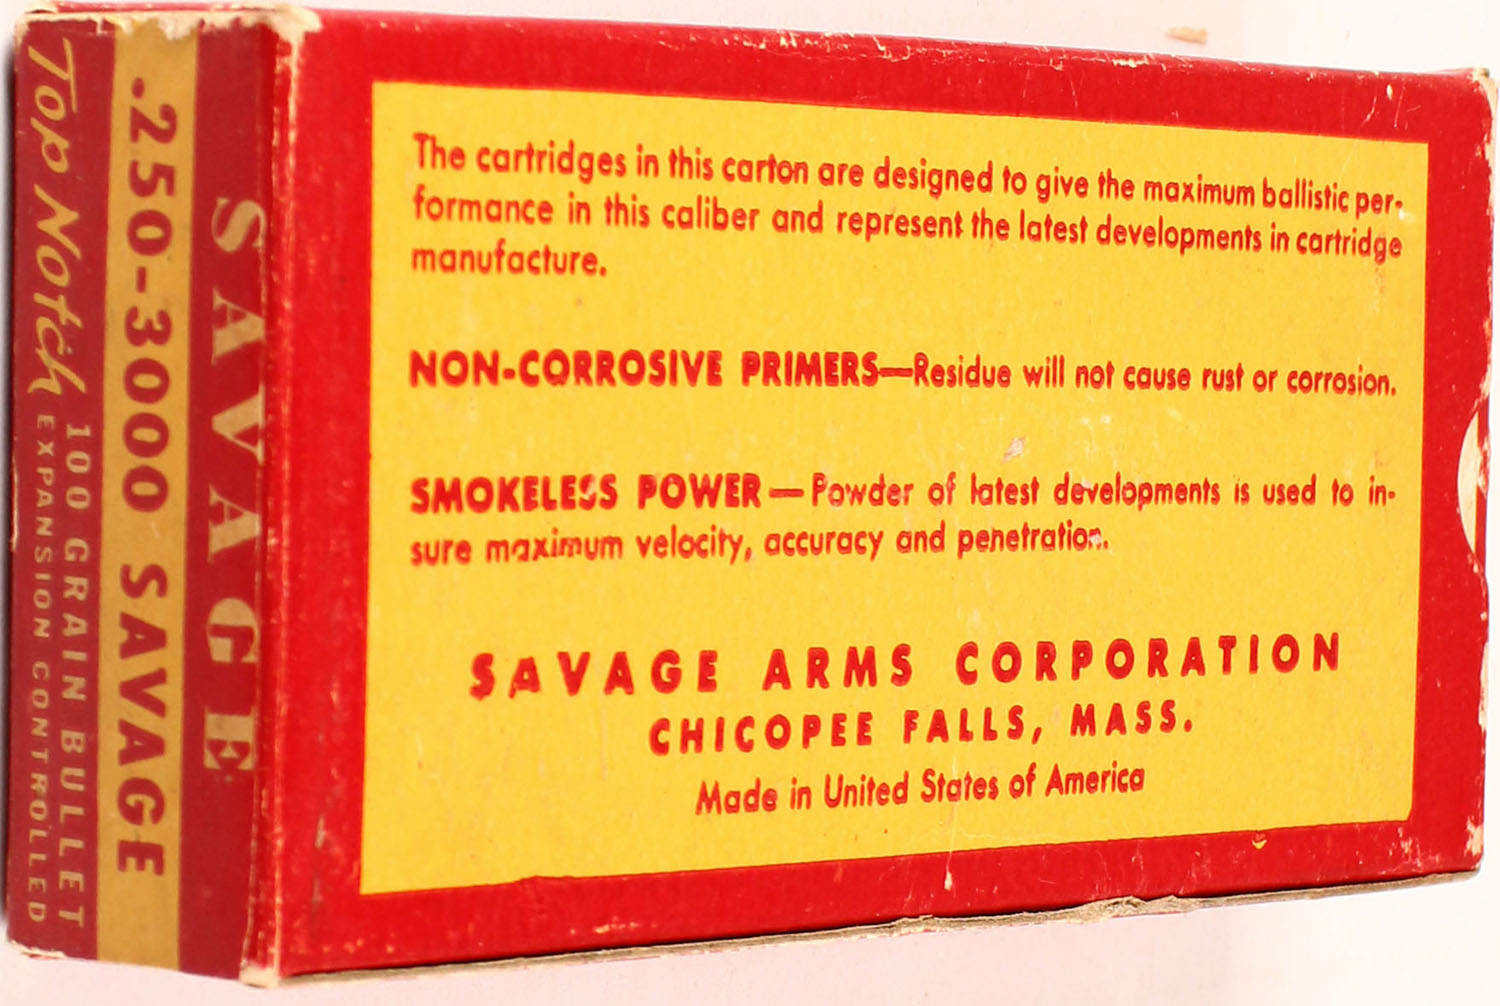 SAVAGE
.250-3000 SAVAGE
Top Notch 100 GRAIN BULLET
EXPANSION CONTROLLED
The cartridges in this carton are designed to give the maximum ballistic per-
formance in this caliber and represent the latest developments in cartridge
manufacture.
NON-CORROSIVE PRIMERS—Residue will not cause rust or corrosion.
SMOKELESS POWER—Powder of latest developments is used to in-
sure maximum velocity, accuracy and penetration.
SAVAGE ARMS CORPORATION
CHICOPEE FALLS, MASS.
Made in United States of America